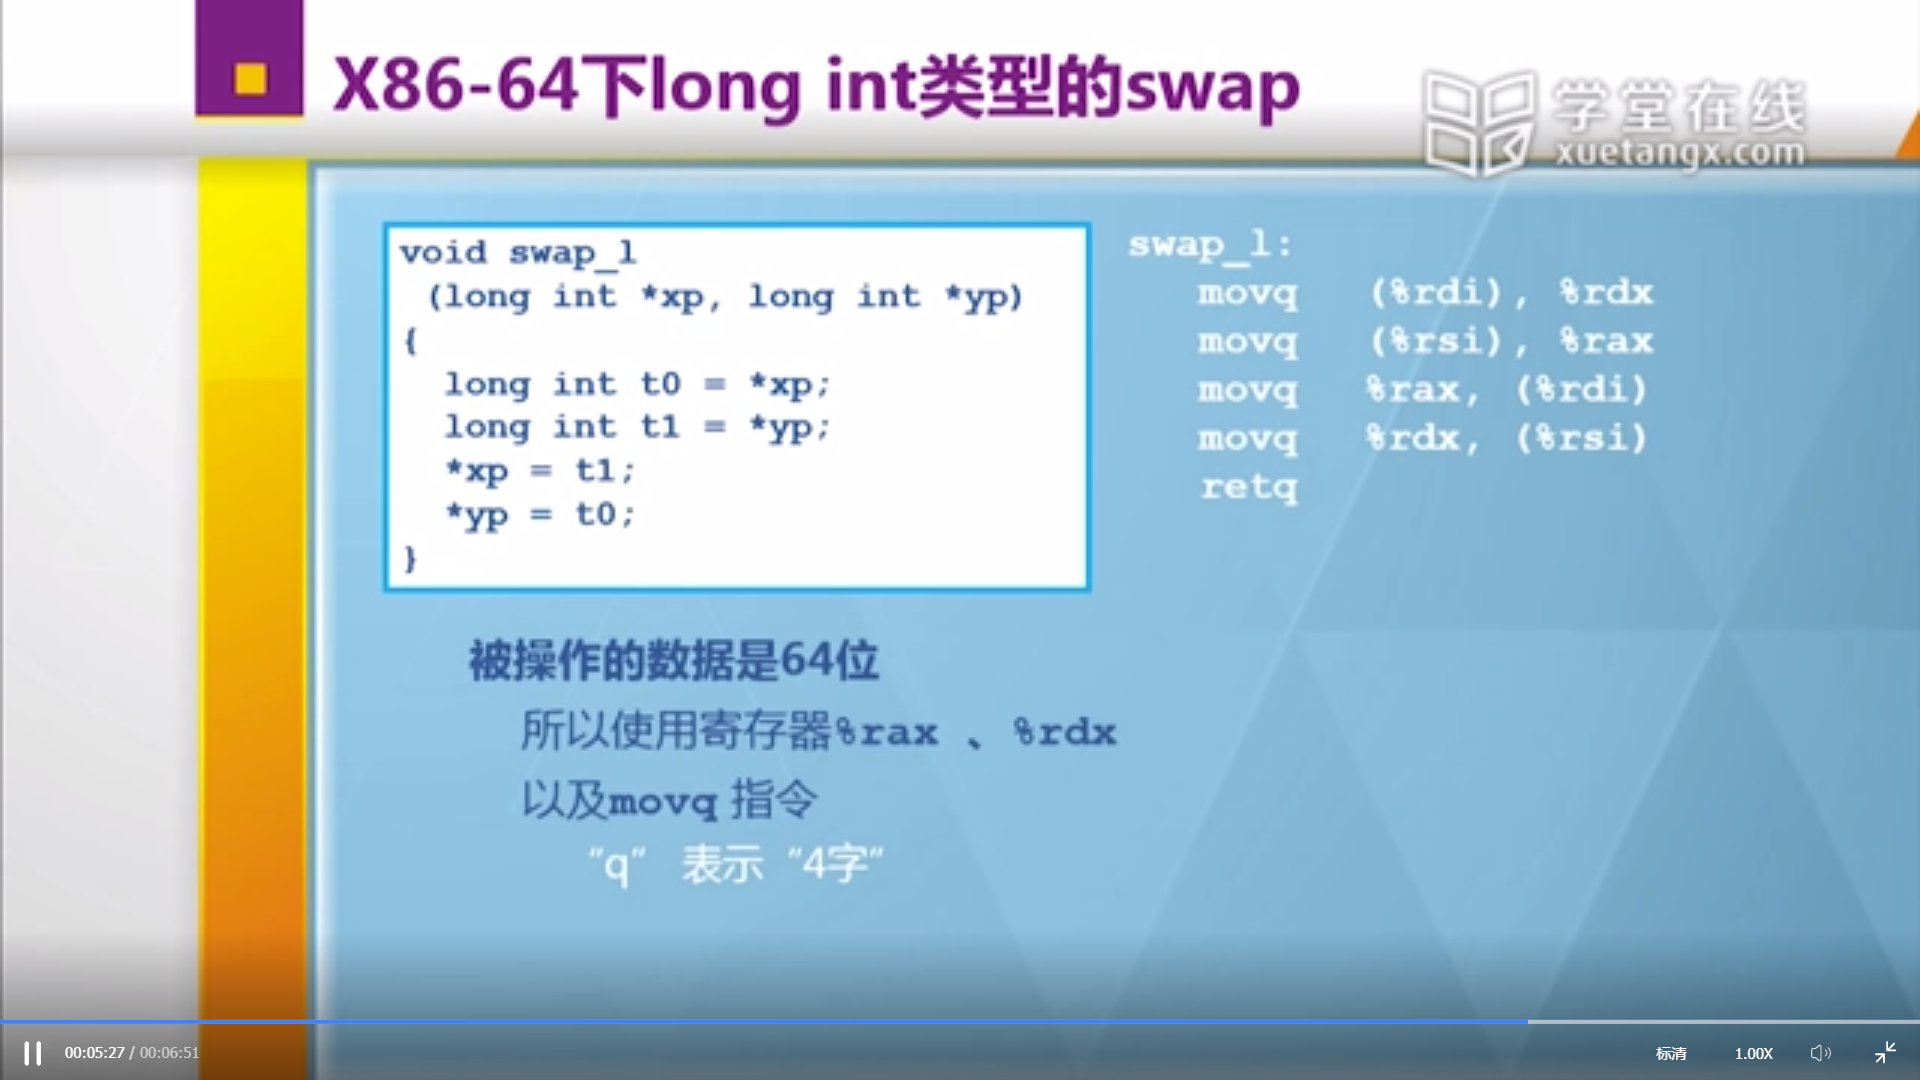 X86-64下long int类型的swap
学堂在线
xuetangx.com
void swap_l
(long int *xp, long int *yp)
{
long int t0 = *xp;
long int t1 = *yp;
*xp = t1;
*yp = t0;
}
swap_l:
movq (%rdi), %rdx
movq (%rsi), %rax
movq %rax, (%rdi)
movq %rdx, (%rsi)
retq
被操作的数据是64位
所以使用寄存器%rax 、%rdx
以及movq 指令
“q” 表示 “4字”
00:05:27 / 00:06:51
标清
1.00X